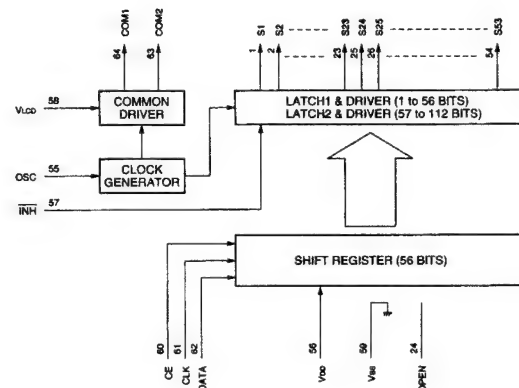 COM1
COM2
S1
S2
S23
S24
S25
S53
64
63
1
2
23
25
26
54
VLCD
58
COMMON
DRIVER
LATCH1 & DRIVER (1 to 56 BITS)
LATCH2 & DRIVER (57 to 112 BITS)
OSC
55
CLOCK
GENERATOR
INH
57
SHIFT REGISTER (56 BITS)
60
61
62
56
59
24
CE
CLK
DATA
VDD
VSS
OPEN